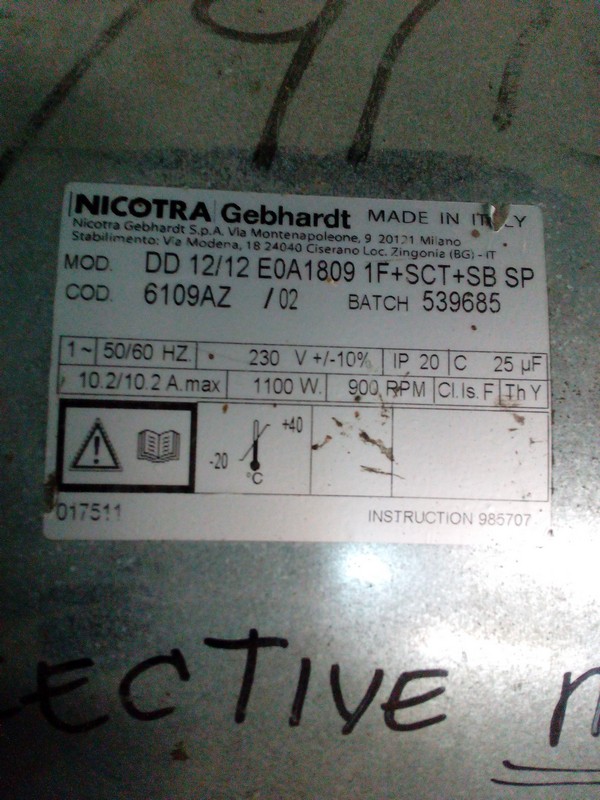 NICOTRA Gebhardt MADE IN ITALY
Nicotra Gebhardt S.p.A. Via Montenapoleone, 9 20121 Milano
Stabilimento: Via Modena, 18 24040 Ciserano Loc. Zingonia (BG) - IT
MOD. DD 12/12 E0A1809 1F+SCT+SB SP
COD. 6109AZ /02 BATCH 539685
1~ 50/60 HZ. 230 V +/-10% IP 20 C 25 µF
10.2/10.2 A.max 1100 W. 900 RPM Cl.Is. F Th Y
-20 +40
°C
017511 INSTRUCTION 985707
ECTIVE